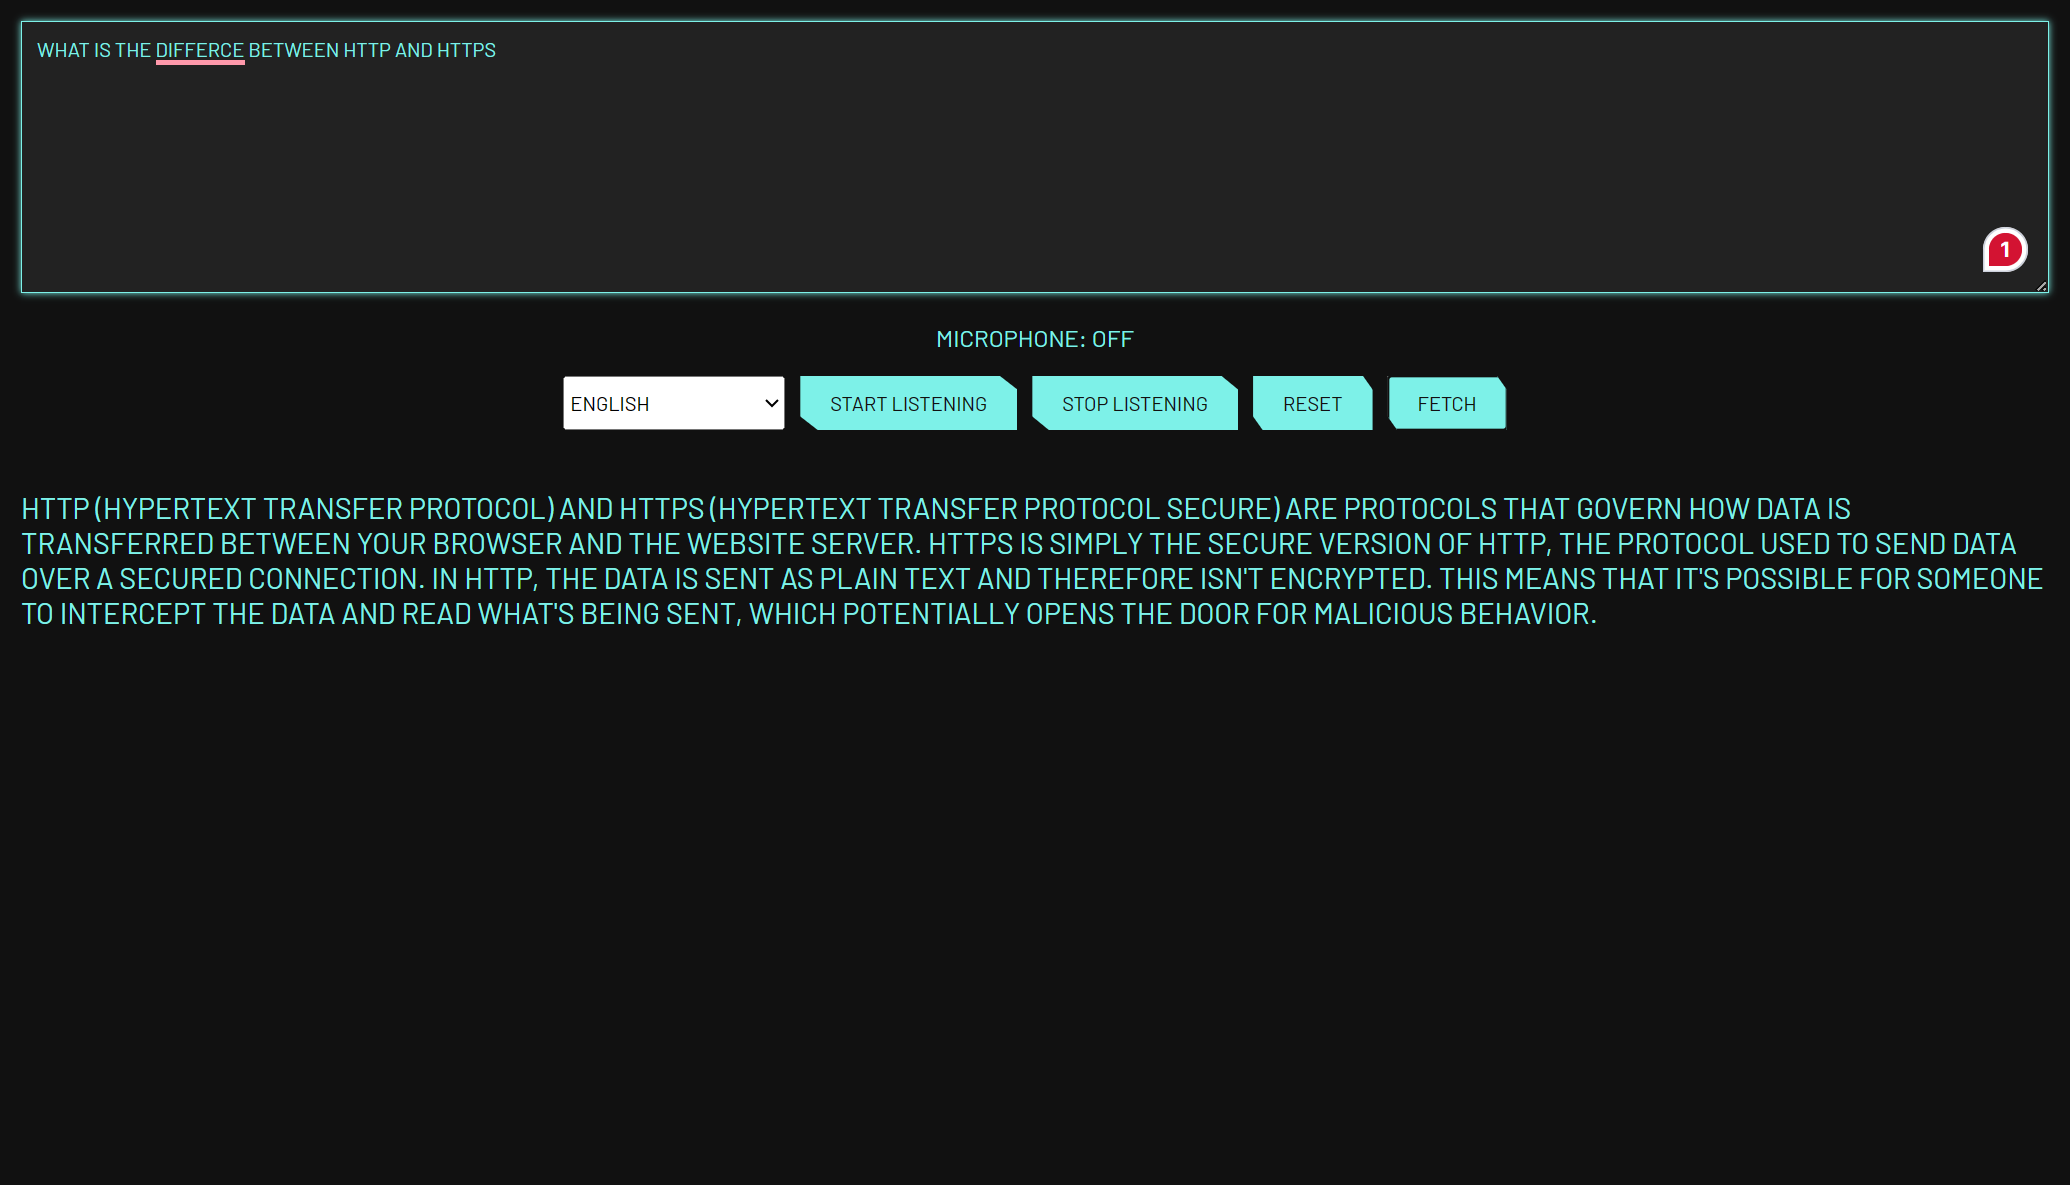 WHAT IS THE DIFFERCE BETWEEN HTTP AND HTTPS
1
MICROPHONE: OFF
ENGLISH START LISTENING STOP LISTENING RESET FETCH
HTTP (HYPERTEXT TRANSFER PROTOCOL) AND HTTPS (HYPERTEXT TRANSFER PROTOCOL SECURE) ARE PROTOCOLS THAT GOVERN HOW DATA IS
TRANSFERRED BETWEEN YOUR BROWSER AND THE WEBSITE SERVER. HTTPS IS SIMPLY THE SECURE VERSION OF HTTP, THE PROTOCOL USED TO SEND DATA
OVER A SECURED CONNECTION. IN HTTP, THE DATA IS SENT AS PLAIN TEXT AND THEREFORE ISN'T ENCRYPTED. THIS MEANS THAT IT'S POSSIBLE FOR SOMEONE
TO INTERCEPT THE DATA AND READ WHAT'S BEING SENT, WHICH POTENTIALLY OPENS THE DOOR FOR MALICIOUS BEHAVIOR.